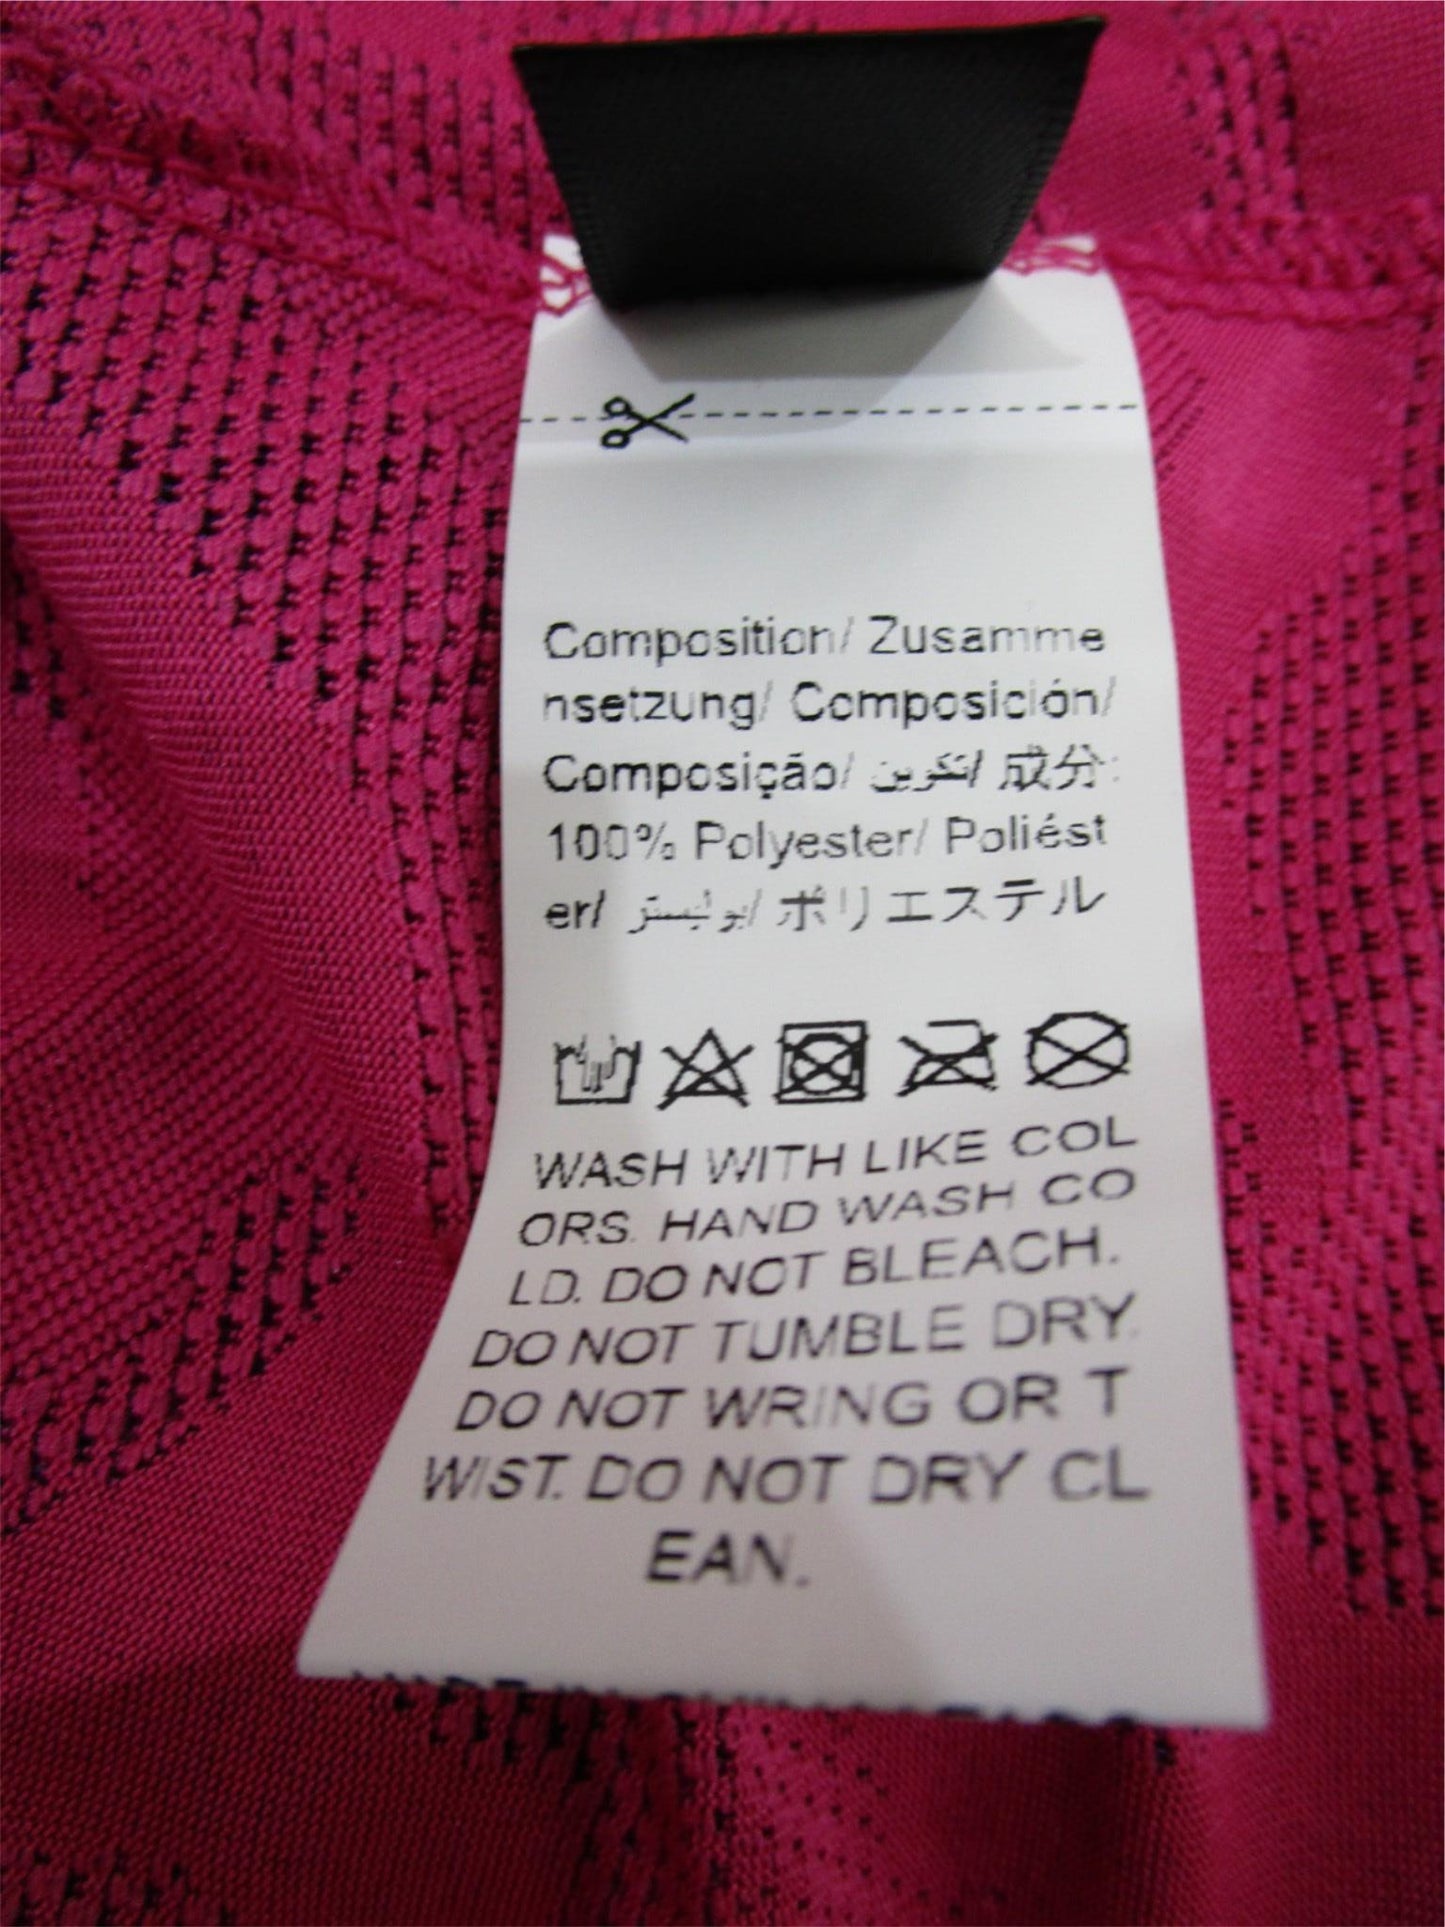 Composition/ Zusamme
nsetzung/ Composición/
Composição/ تكوين/ 成分:
100% Polyester/ Poliést
er/ بوليستر/ ポリエステル
WASH WITH LIKE COL
ORS. HAND WASH CO
LD. DO NOT BLEACH.
DO NOT TUMBLE DRY.
DO NOT WRING OR T
WIST. DO NOT DRY CL
EAN.